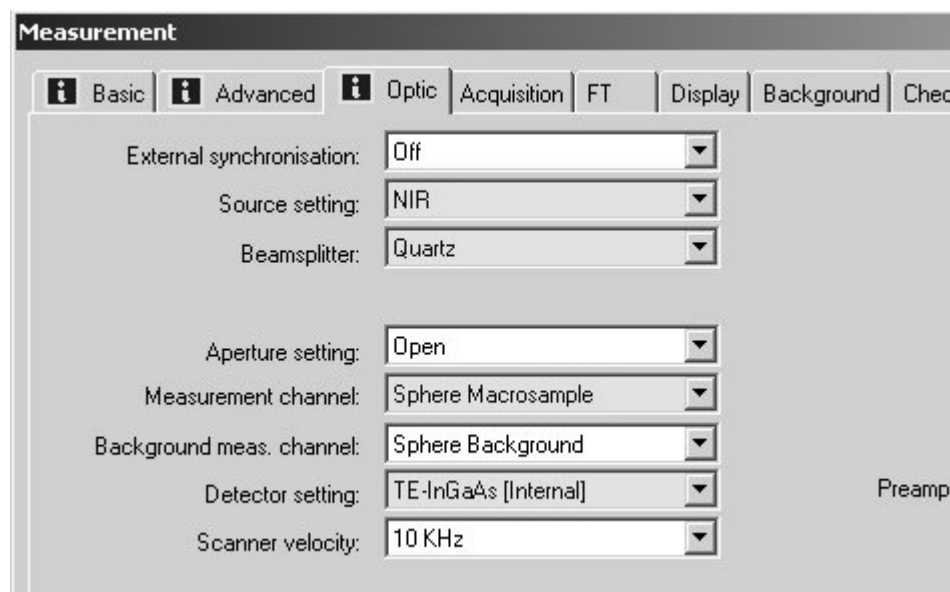 Measurement
Basic Advanced Optic Acquisition FT Display Background Chec
External synchronisation: Off
Source setting: NIR
Beamsplitter: Quartz
Aperture setting: Open
Measurement channel: Sphere Macrosample
Background meas. channel: Sphere Background
Detector setting: TE-InGaAs [Internal] Preamp
Scanner velocity: 10 KHz